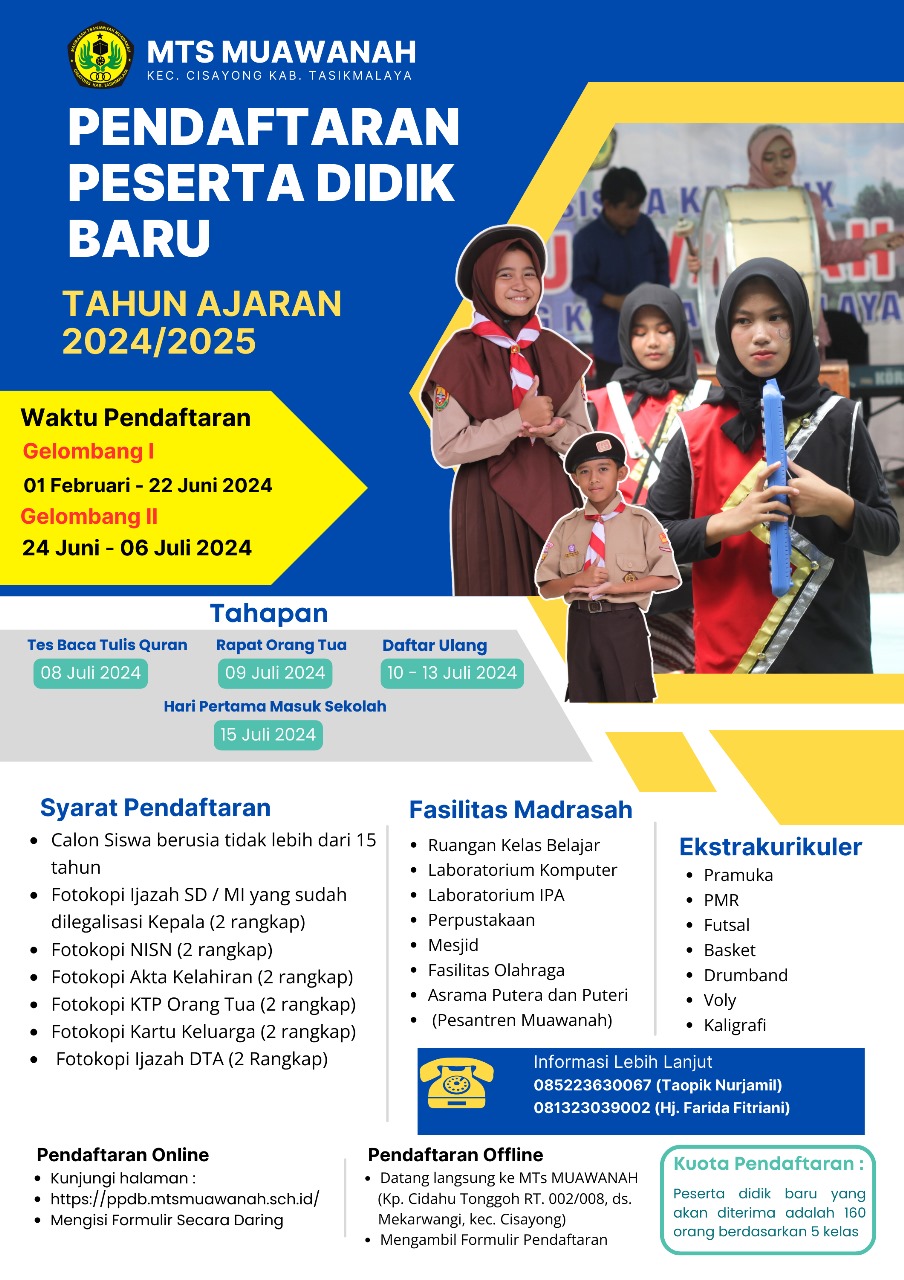 MTS MUAWANAH
KEC. CISAYONG KAB. TASIKMALAYA
PENDAFTARAN
PESERTA DIDIK
BARU
TAHUN AJARAN
2024/2025
Waktu Pendaftaran
Gelombang I
01 Februari - 22 Juni 2024
Gelombang II
24 Juni - 06 Juli 2024
Tahapan
Tes Baca Tulis Quran
08 Juli 2024
Rapat Orang Tua
09 Juli 2024
Daftar Ulang
10 - 13 Juli 2024
Hari Pertama Masuk Sekolah
15 Juli 2024
Syarat Pendaftaran
• Calon Siswa berusia tidak lebih dari 15
tahun
• Fotokopi Ijazah SD / MI yang sudah
dilegalisasi Kepala (2 rangkap)
• Fotokopi NISN (2 rangkap)
• Fotokopi Akta Kelahiran (2 rangkap)
• Fotokopi KTP Orang Tua (2 rangkap)
• Fotokopi Kartu Keluarga (2 rangkap)
• Fotokopi Ijazah DTA (2 Rangkap)
Fasilitas Madrasah
• Ruangan Kelas Belajar
• Laboratorium Komputer
• Laboratorium IPA
• Perpustakaan
• Mesjid
• Fasilitas Olahraga
• Asrama Putera dan Puteri
• (Pesantren Muawanah)
Ekstrakurikuler
• Pramuka
• PMR
• Futsal
• Basket
• Drumband
• Voly
• Kaligrafi
Informasi Lebih Lanjut
085223630067 (Taopik Nurjamil)
081323039002 (Hj. Farida Fitriani)
Pendaftaran Online
• Kunjungi halaman :
• https://ppdb.mtsmuawanah.sch.id/
• Mengisi Formulir Secara Daring
Pendaftaran Offline
• Datang langsung ke MTs MUAWANAH
(Kp. Cidahu Tonggoh RT. 002/008, ds.
Mekarwangi, kec. Cisayong)
• Mengambil Formulir Pendaftaran
Kuota Pendaftaran :
Peserta didik baru yang
akan diterima adalah 160
orang berdasarkan 5 kelas